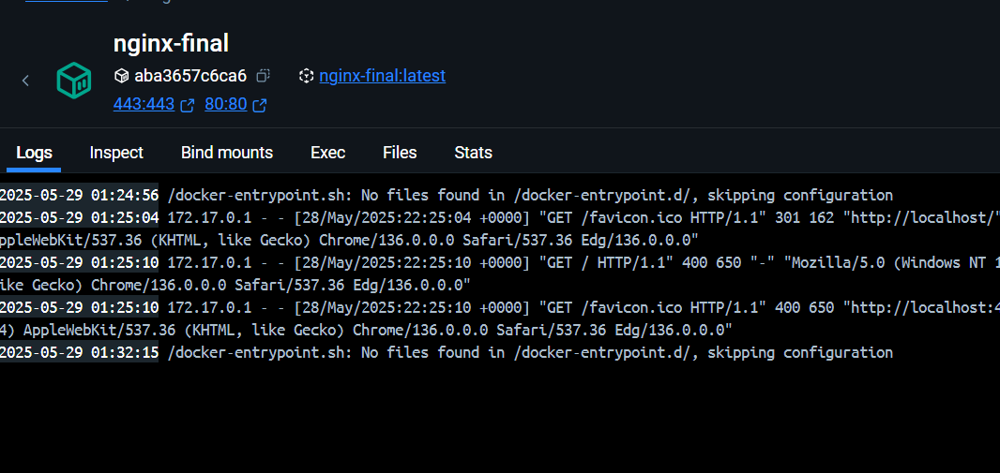 nginx-final
aba3657c6ca6 nginx-final:latest
443:443 80:80
Logs Inspect Bind mounts Exec Files Stats
2025-05-29 01:24:56 /docker-entrypoint.sh: No files found in /docker-entrypoint.d/, skipping configuration
2025-05-29 01:25:04 172.17.0.1 - - [28/May/2025:22:25:04 +0000] "GET /favicon.ico HTTP/1.1" 301 162 "http://localhost/"
AppleWebKit/537.36 (KHTML, like Gecko) Chrome/136.0.0.0 Safari/537.36 Edg/136.0.0.0"
2025-05-29 01:25:10 172.17.0.1 - - [28/May/2025:22:25:10 +0000] "GET / HTTP/1.1" 400 650 "-" "Mozilla/5.0 (Windows NT 1
ike Gecko) Chrome/136.0.0.0 Safari/537.36 Edg/136.0.0.0"
2025-05-29 01:25:10 172.17.0.1 - - [28/May/2025:22:25:10 +0000] "GET /favicon.ico HTTP/1.1" 400 650 "http://localhost:4
4) AppleWebKit/537.36 (KHTML, like Gecko) Chrome/136.0.0.0 Safari/537.36 Edg/136.0.0.0"
2025-05-29 01:32:15 /docker-entrypoint.sh: No files found in /docker-entrypoint.d/, skipping configuration